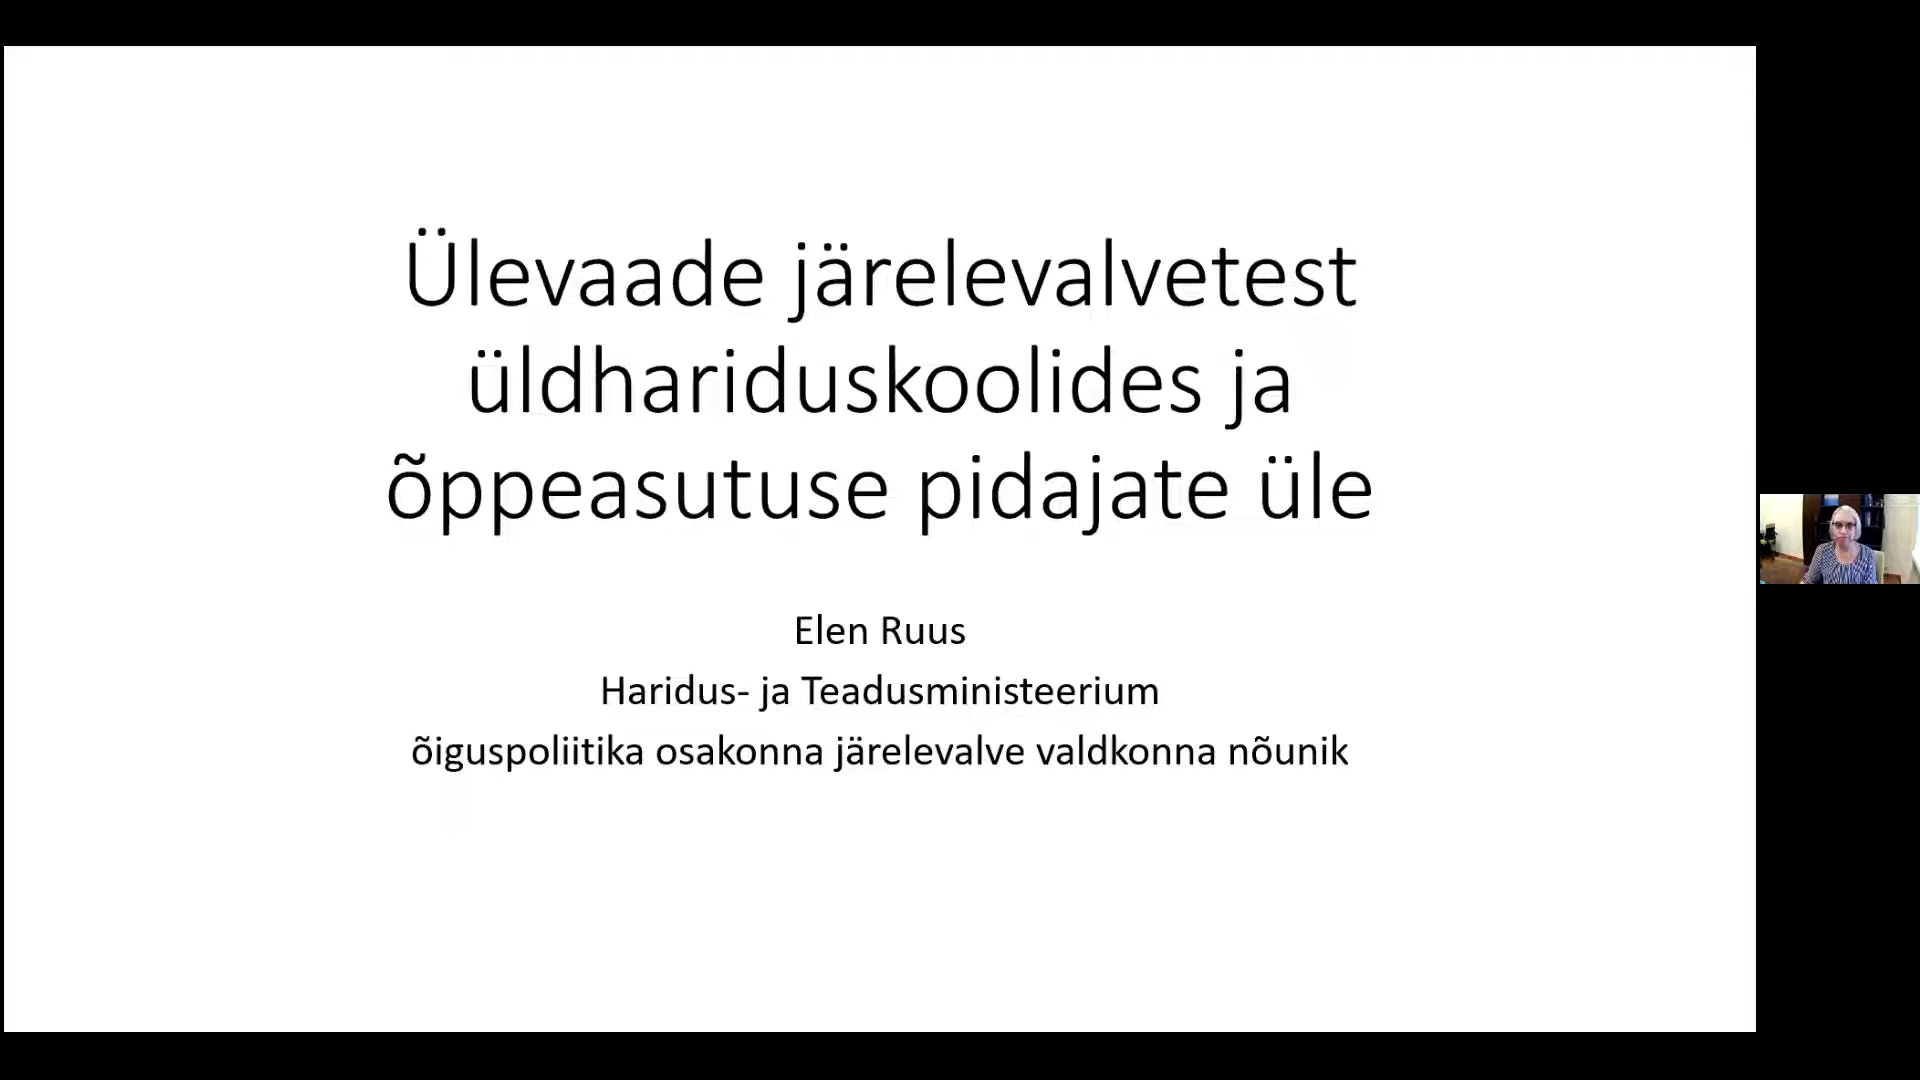 Ülevaade järelevalvetest
üldhariduskoolides ja
õppeasutuse pidajate üle
Elen Ruus
Haridus- ja Teadusministeerium
õiguspoliitika osakonna järelevalve valdkonna nõunik